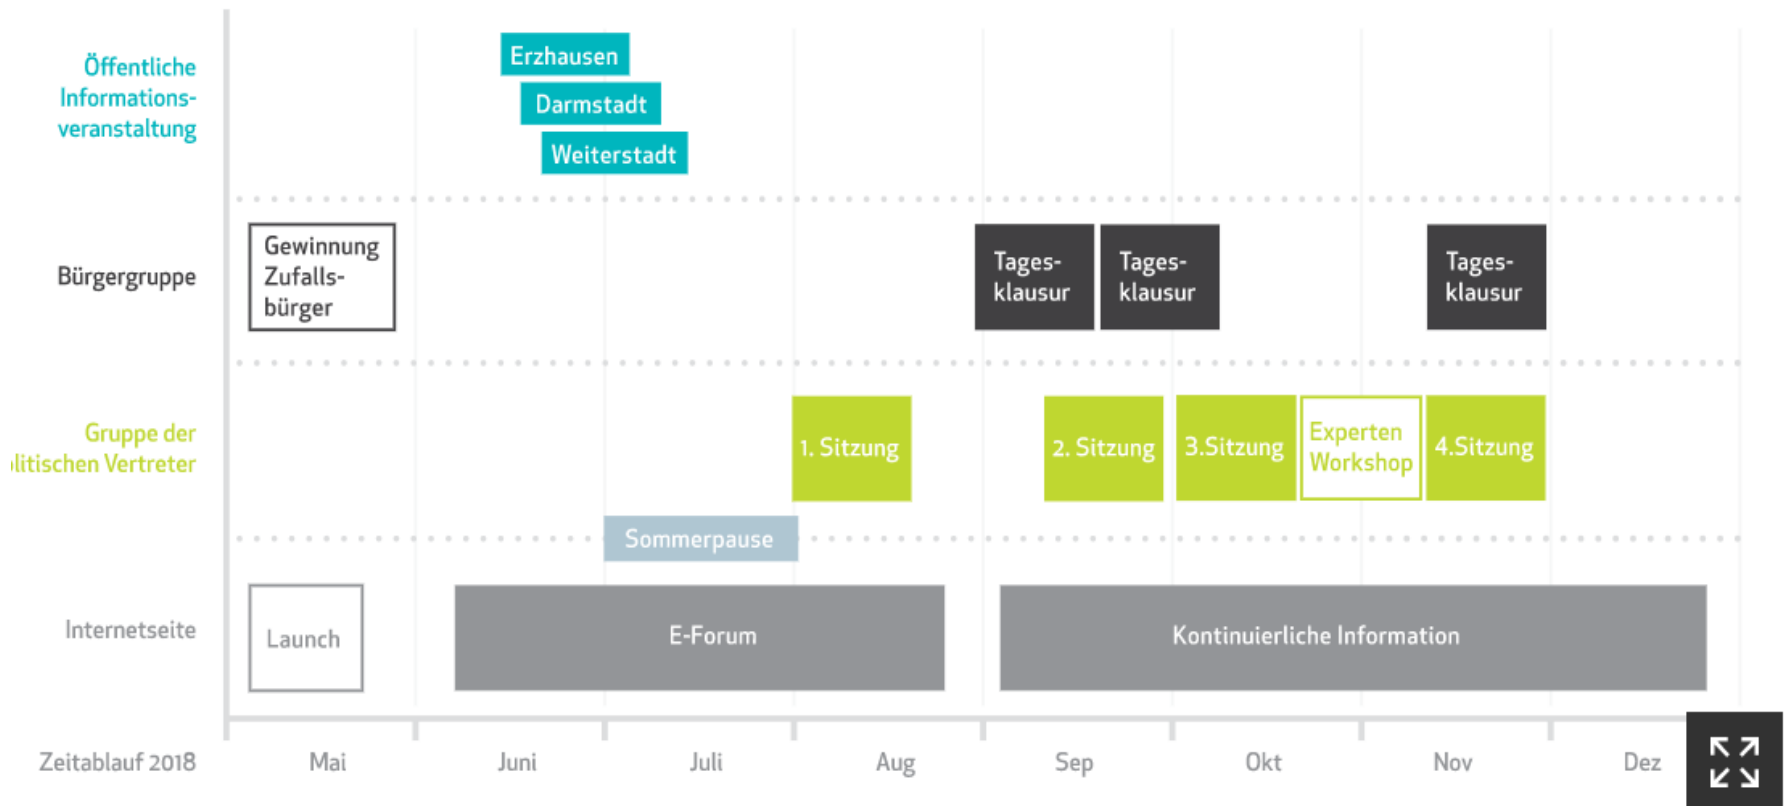 Öffentliche
Informations-
veranstaltung
Erzhausen
Darmstadt
Weiterstadt
Bürgergruppe
Gewinnung
Zufalls-
bürger
Tages-
klausur
Tages-
klausur
Tages-
klausur
Gruppe der
litischen Vertreter
1. Sitzung
2. Sitzung
3.Sitzung
Experten
Workshop
4.Sitzung
Sommerpause
Internetseite
Launch
E-Forum
Kontinuierliche Information
Zeitablauf 2018
Mai
Juni
Juli
Aug
Sep
Okt
Nov
Dez